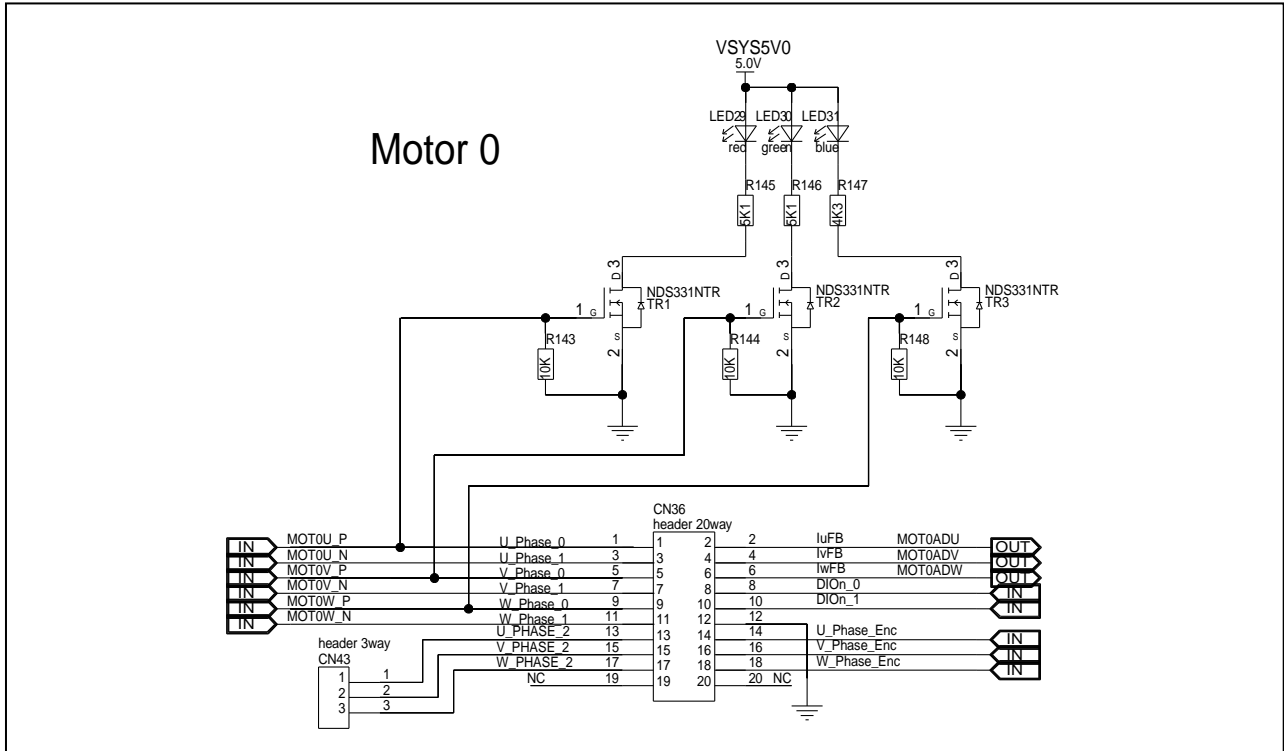 VSYS5V0
5.0V
Motor 0
LED29 LED30 LED31
red green blue
R145 R146 R147
5K1 5K1 4K3
3 3 3
D D D
NDS331NTR NDS331NTR NDS331NTR
TR1 TR2 TR3
1 G 1 G 1 G
S S S
2 2 2
R143 R144 R148
10K 10K 10K
CN36
header 20way
IN MOT0U_P U_Phase_0 1 1 2 2 IuFB MOT0ADU OUT
IN MOT0U_N U_Phase_1 3 3 4 4 IvFB MOT0ADV OUT
IN MOT0V_P V_Phase_0 5 5 6 6 IwFB MOT0ADW OUT
IN MOT0V_N V_Phase_1 7 7 8 8 DIOn_0 IN
IN MOT0W_P W_Phase_0 9 9 10 10 DIOn_1 IN
IN MOT0W_N W_Phase_1 11 11 12 12
U_PHASE_2 13 13 14 14 U_Phase_Enc IN
V_PHASE_2 15 15 16 16 V_Phase_Enc IN
W_PHASE_2 17 17 18 18 W_Phase_Enc IN
NC 19 19 20 20 NC
header 3way
CN43
1 1
2 2
3 3